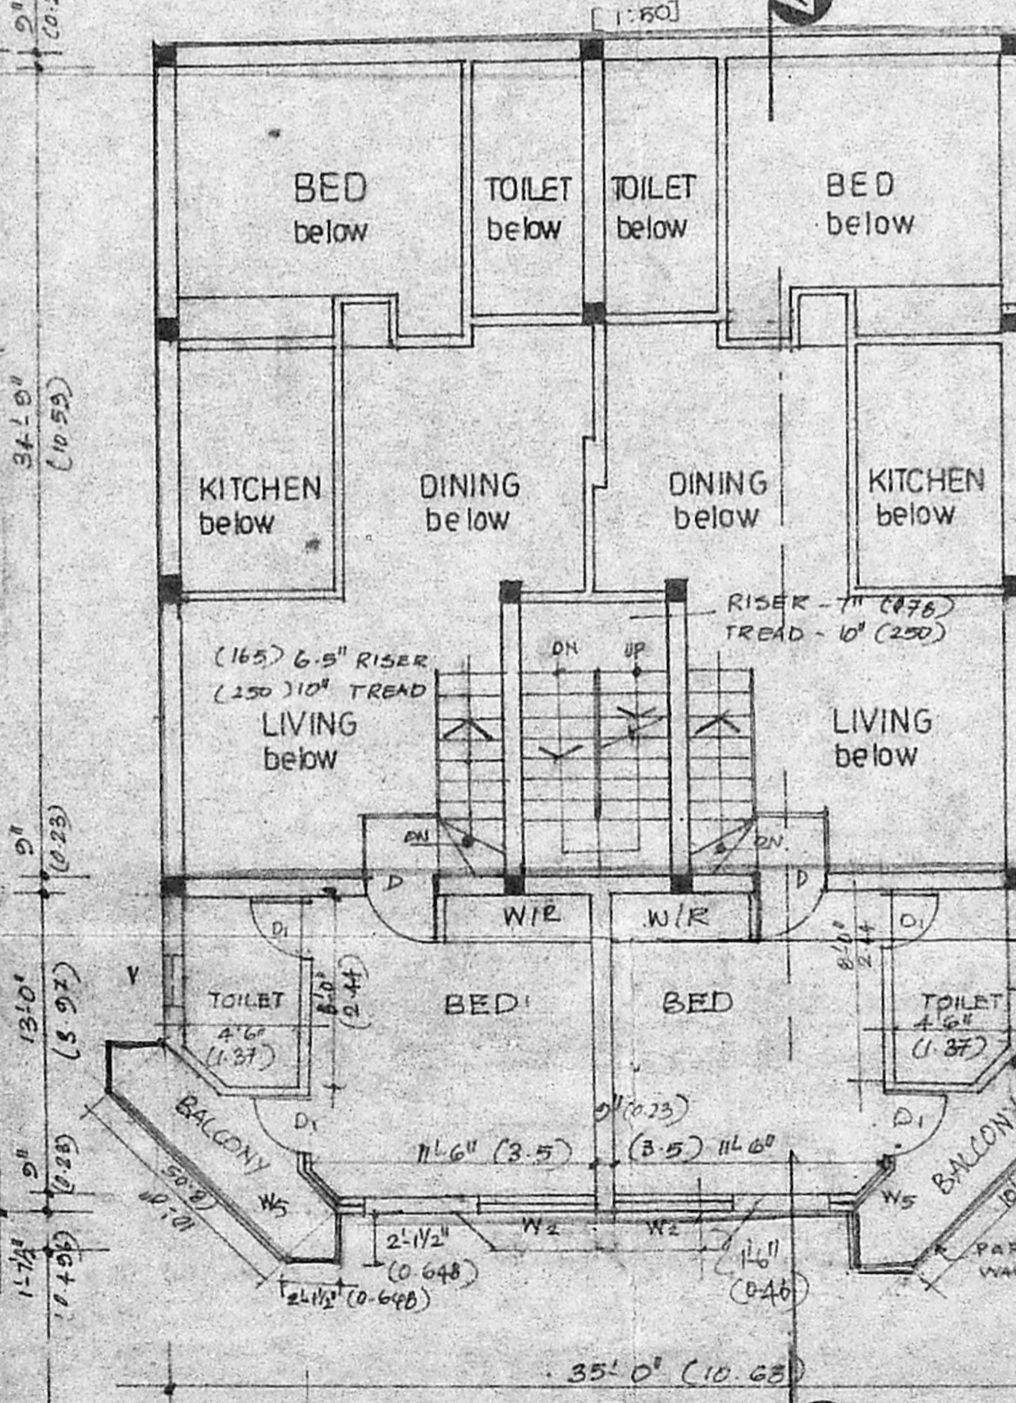 [1:50]
BED
below
TOILET
below
TOILET
below
BED
below
34'-9"
(10.59)
KITCHEN
below
DINING
below
DINING
below
KITCHEN
below
RISER - 7" (178)
TREAD - 10" (250)
(165) 6.5" RISER
(250) 10" TREAD
DN
UP
LIVING
below
LIVING
below
9"
(0.23)
DN
DN.
D
D
W/R
W/R
D1
D1
8'-0"
(2.44)
8'-0"
2.44
V
13'-0"
(3.97)
TOILET
4'6"
(1.37)
BED
BED
TOILET
4'6"
(1.37)
BALCONY
D1
9" (0.23)
D1
BALCONY
11'-6" (3.5)
(3.5) 11'-6"
9"
(0.23)
W5
W5
W2
W2
2'-1½"
(0.648)
1'6"
(0.46)
2'-1½" (0.648)
1'-7½"
(0.496)
35'-0" (10.68)